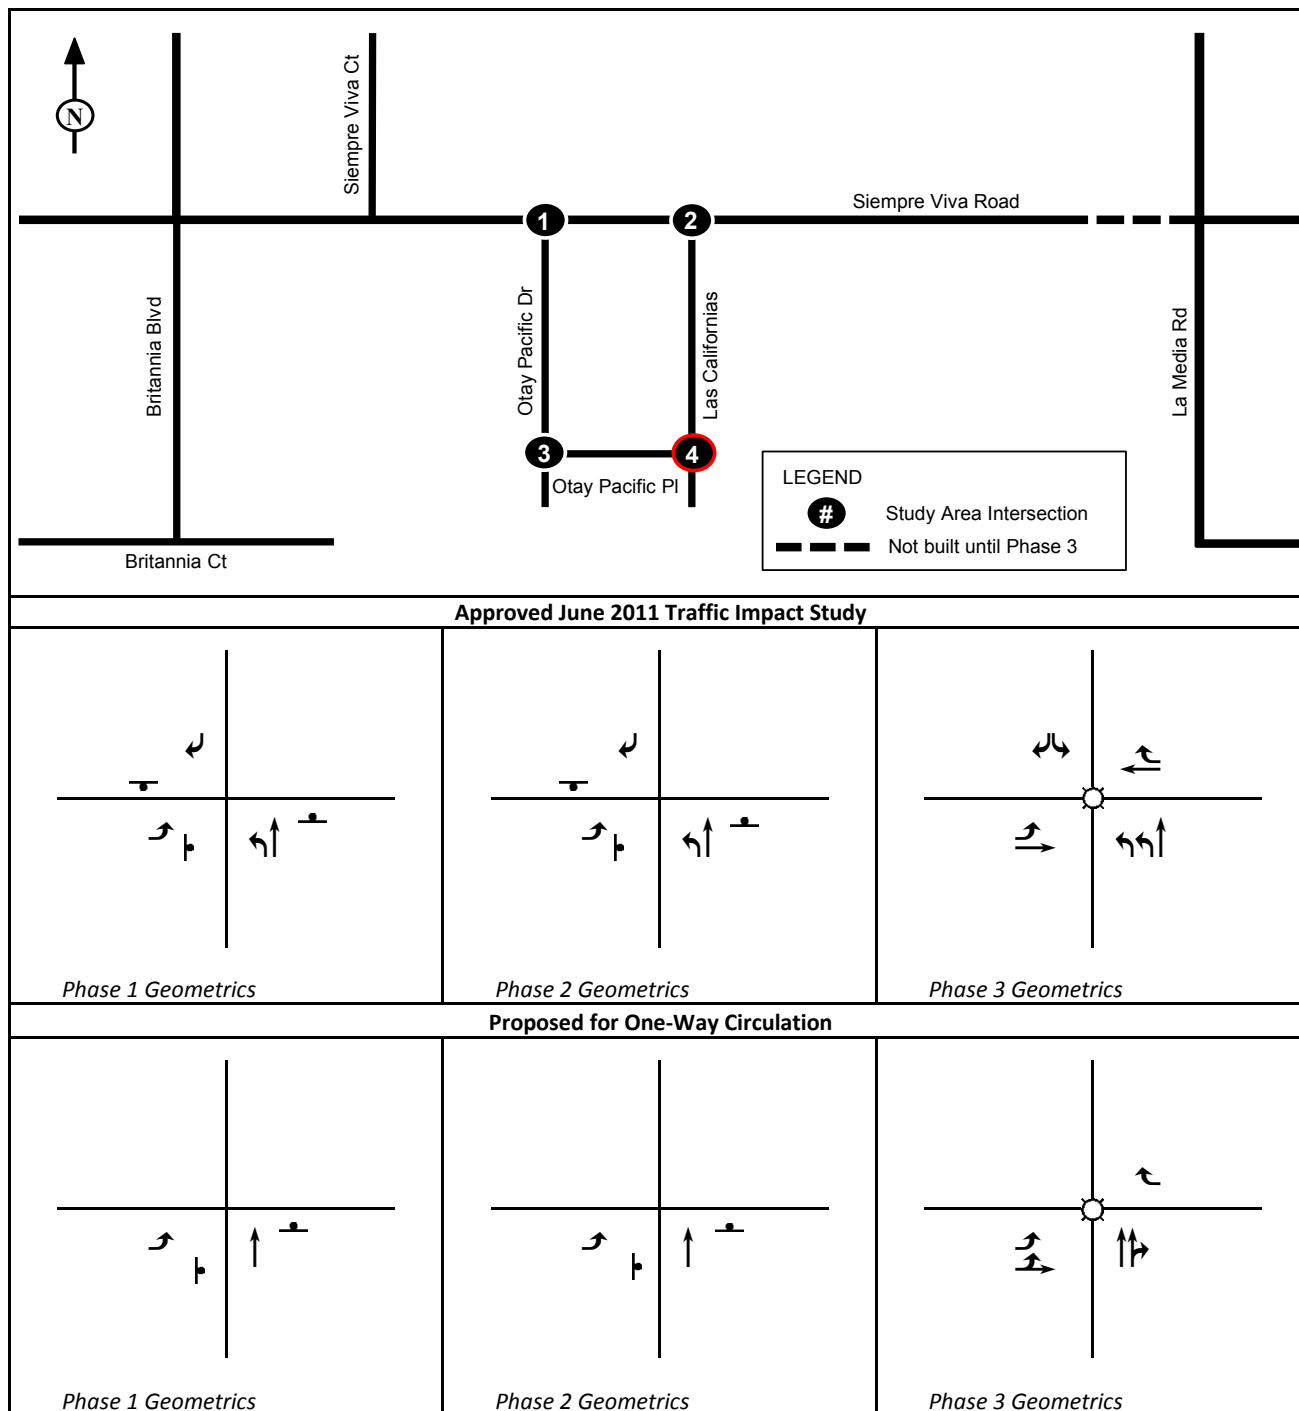 N
Siempre Viva Ct
Siempre Viva Road
1
2
Britannia Blvd
Otay Pacific Dr
Las Californias
La Media Rd
3
4
Otay Pacific Pl
Britannia Ct
LEGEND
# Study Area Intersection
Not built until Phase 3
Approved June 2011 Traffic Impact Study
Phase 1 Geometrics
Phase 2 Geometrics
Phase 3 Geometrics
Proposed for One-Way Circulation
Phase 1 Geometrics
Phase 2 Geometrics
Phase 3 Geometrics